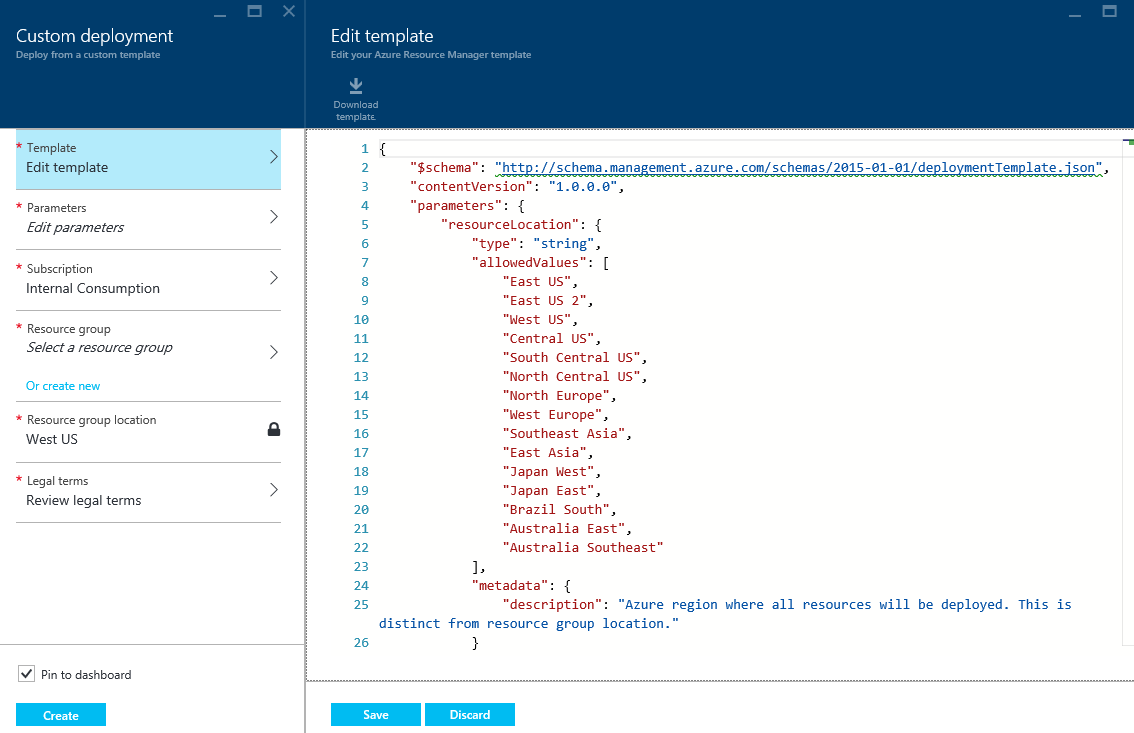 Custom deployment
Deploy from a custom template
* Template
Edit template
* Parameters
Edit parameters
* Subscription
Internal Consumption
* Resource group
Select a resource group
Or create new
* Resource group location
West US
* Legal terms
Review legal terms
Pin to dashboard
Create
Edit template
Edit your Azure Resource Manager template
Download
template.
1 {
2 "$schema": "http://schema.management.azure.com/schemas/2015-01-01/deploymentTemplate.json",
3 "contentVersion": "1.0.0.0",
4 "parameters": {
5 "resourceLocation": {
6 "type": "string",
7 "allowedValues": [
8 "East US",
9 "East US 2",
10 "West US",
11 "Central US",
12 "South Central US",
13 "North Central US",
14 "North Europe",
15 "West Europe",
16 "Southeast Asia",
17 "East Asia",
18 "Japan West",
19 "Japan East",
20 "Brazil South",
21 "Australia East",
22 "Australia Southeast"
23 ],
24 "metadata": {
25 "description": "Azure region where all resources will be deployed. This is
distinct from resource group location."
26 }
Save
Discard